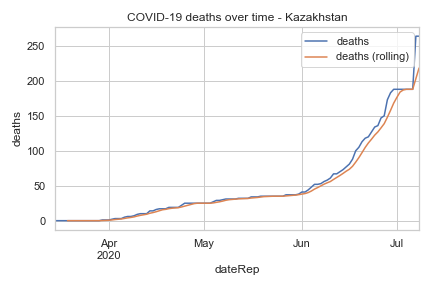 COVID-19 deaths over time - Kazakhstan
deaths
deaths (rolling)
250
200
150
100
50
0
deaths
Apr
2020
May
Jun
Jul
dateRep